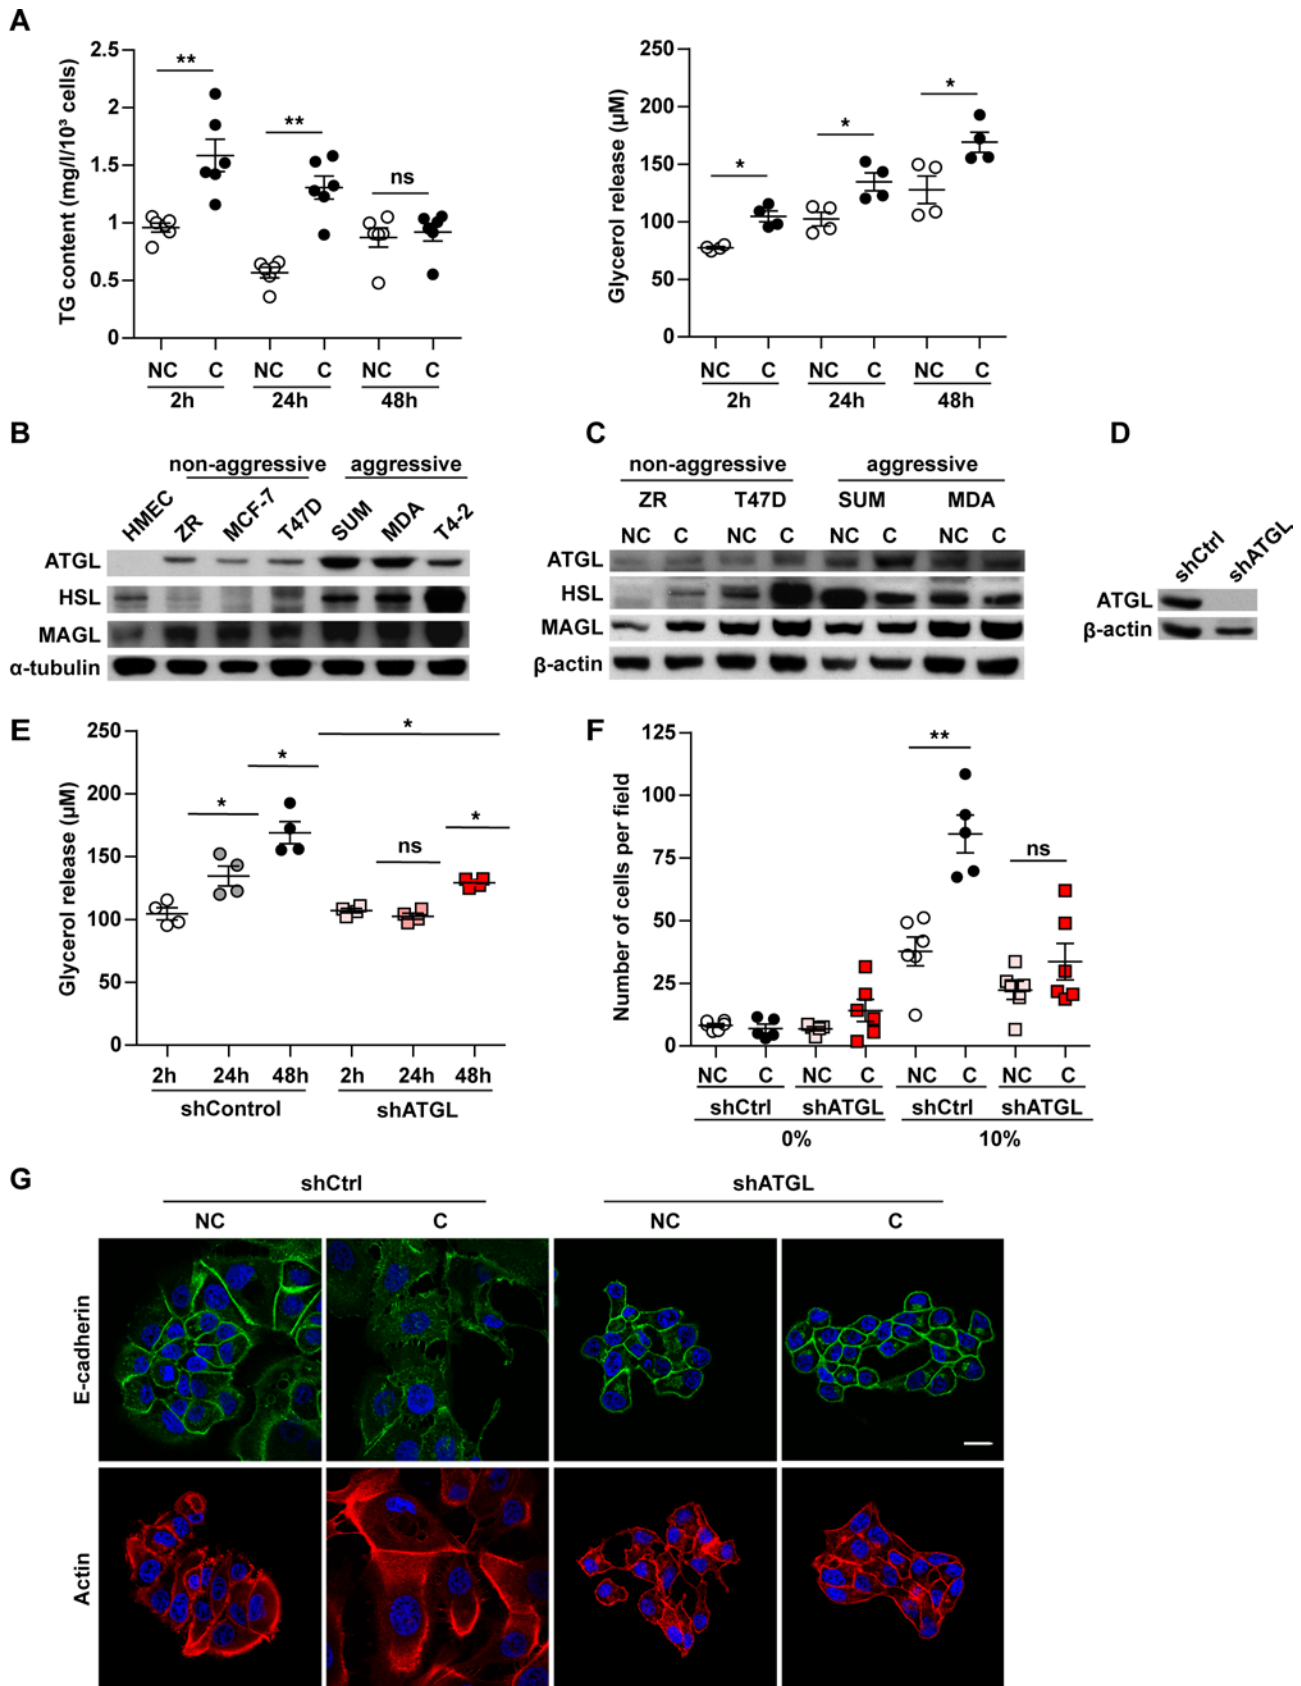 A
TG content (mg/l/10³ cells)
2.5
2
1.5
1
0.5
0
**
**
ns
NC C NC C NC C
2h 24h 48h
Glycerol release (µM)
250
200
150
100
50
0
*
*
*
NC C NC C NC C
2h 24h 48h
B
non-aggressive aggressive
HMEC ZR MCF-7 T47D SUM MDA T4-2
ATGL
HSL
MAGL
α-tubulin
C
non-aggressive aggressive
ZR T47D SUM MDA
NC C NC C NC C NC C
ATGL
HSL
MAGL
β-actin
D
shCtrl shATGL
ATGL
β-actin
E
Glycerol release (µM)
250
200
150
100
50
0
*
*
*
ns
*
2h 24h 48h 2h 24h 48h
shControl shATGL
F
Number of cells per field
125
100
75
50
25
0
**
ns
NC C NC C NC C NC C
shCtrl shATGL shCtrl shATGL
0% 10%
G
shCtrl shATGL
NC C NC C
E-cadherin
Actin